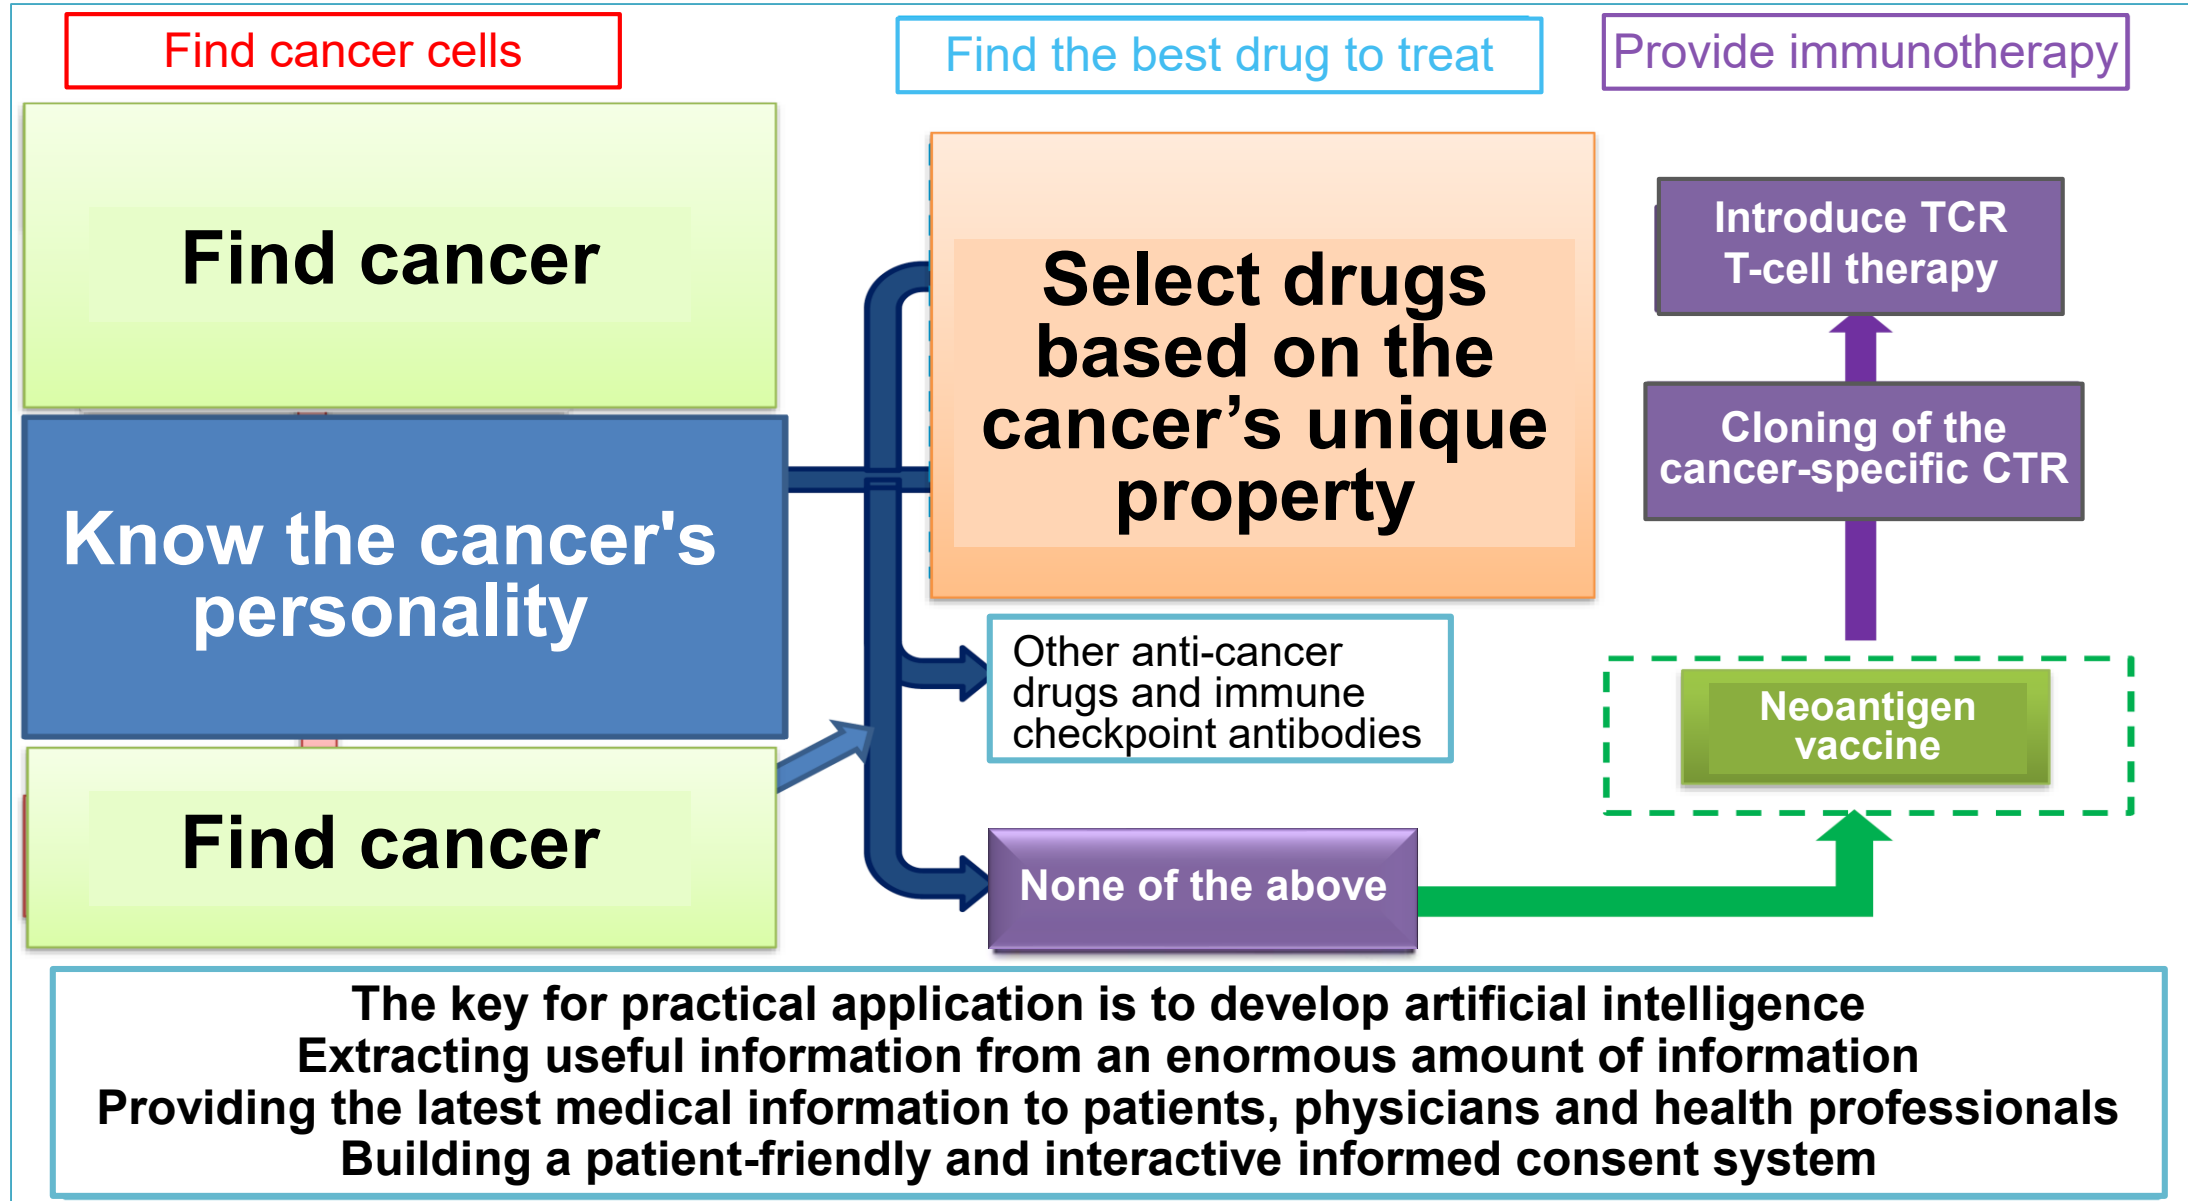 Find cancer cells
Find the best drug to treat
Provide immunotherapy
Find cancer
Know the cancer's
personality
Find cancer
Select drugs
based on the
cancer’s unique
property
Other anti-cancer
drugs and immune
checkpoint antibodies
None of the above
Introduce TCR
T-cell therapy
Cloning of the
cancer-specific CTR
Neoantigen
vaccine
The key for practical application is to develop artificial intelligence
Extracting useful information from an enormous amount of information
Providing the latest medical information to patients, physicians and health professionals
Building a patient-friendly and interactive informed consent system